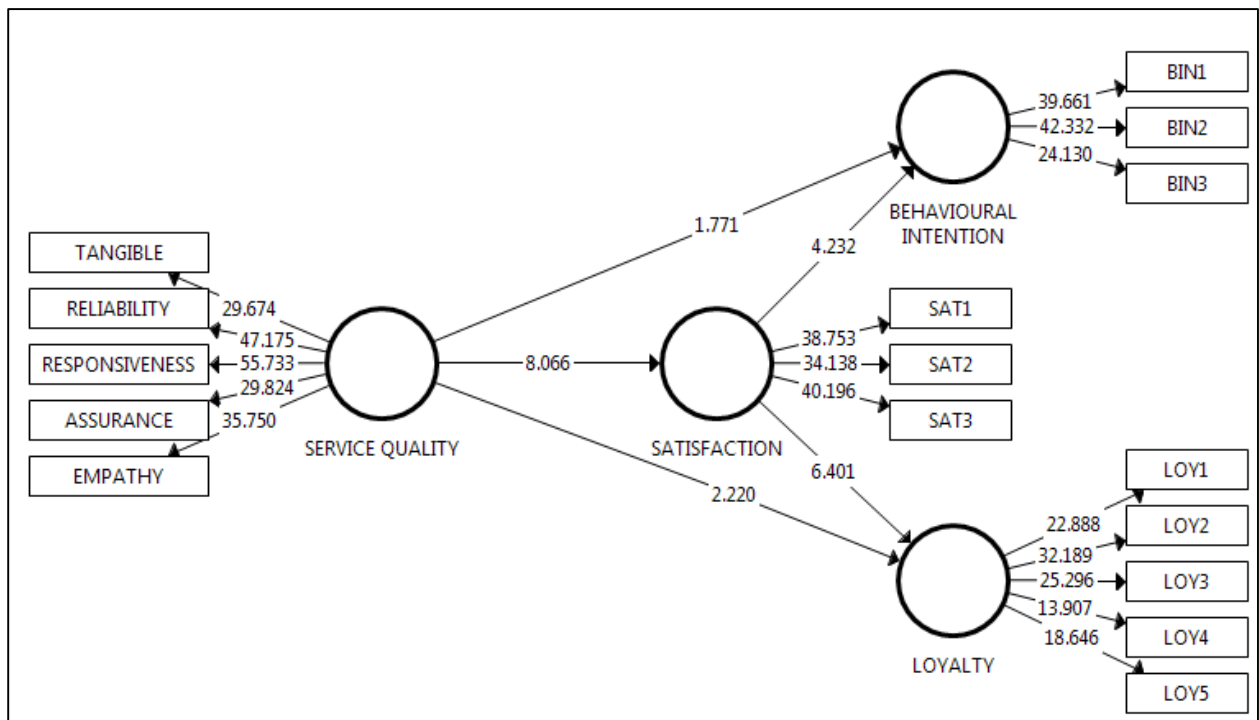 TANGIBLE
RELIABILITY
RESPONSIVENESS
ASSURANCE
EMPATHY
29.674
47.175
55.733
29.824
35.750
SERVICE QUALITY
1.771
8.066
2.220
SATISFACTION
4.232
6.401
38.753
34.138
40.196
SAT1
SAT2
SAT3
BEHAVIOURAL
INTENTION
39.661
42.332
24.130
BIN1
BIN2
BIN3
LOYALTY
22.888
32.189
25.296
13.907
18.646
LOY1
LOY2
LOY3
LOY4
LOY5